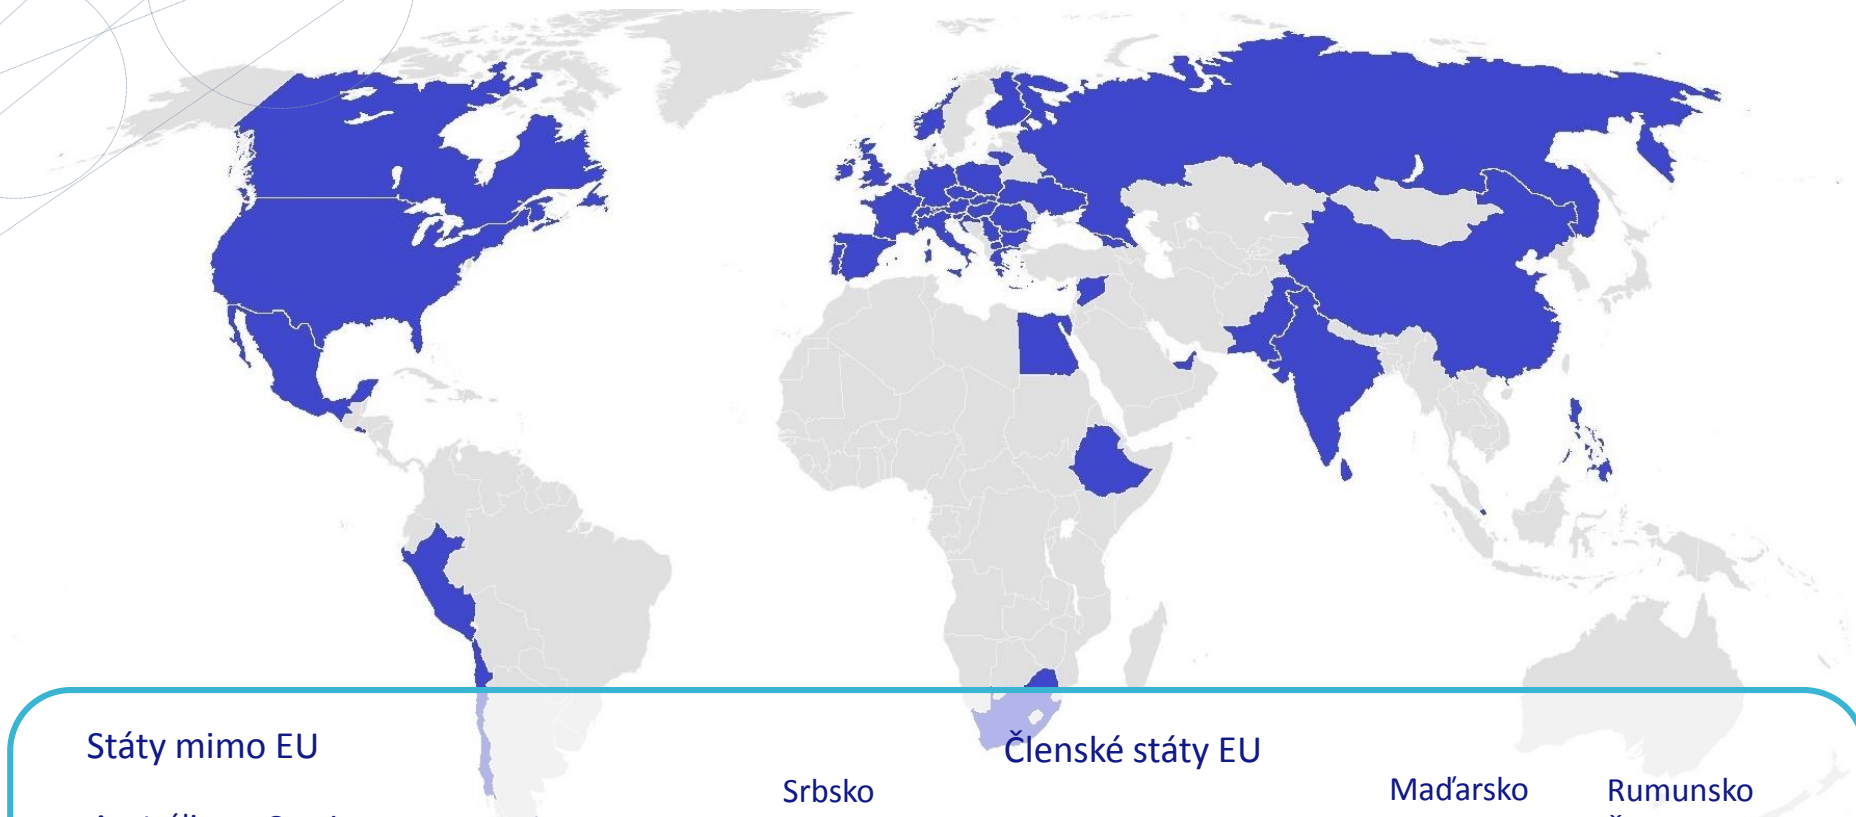 Státy mimo EU
Členské státy EU
Srbsko
Maďarsko
Rumunsko